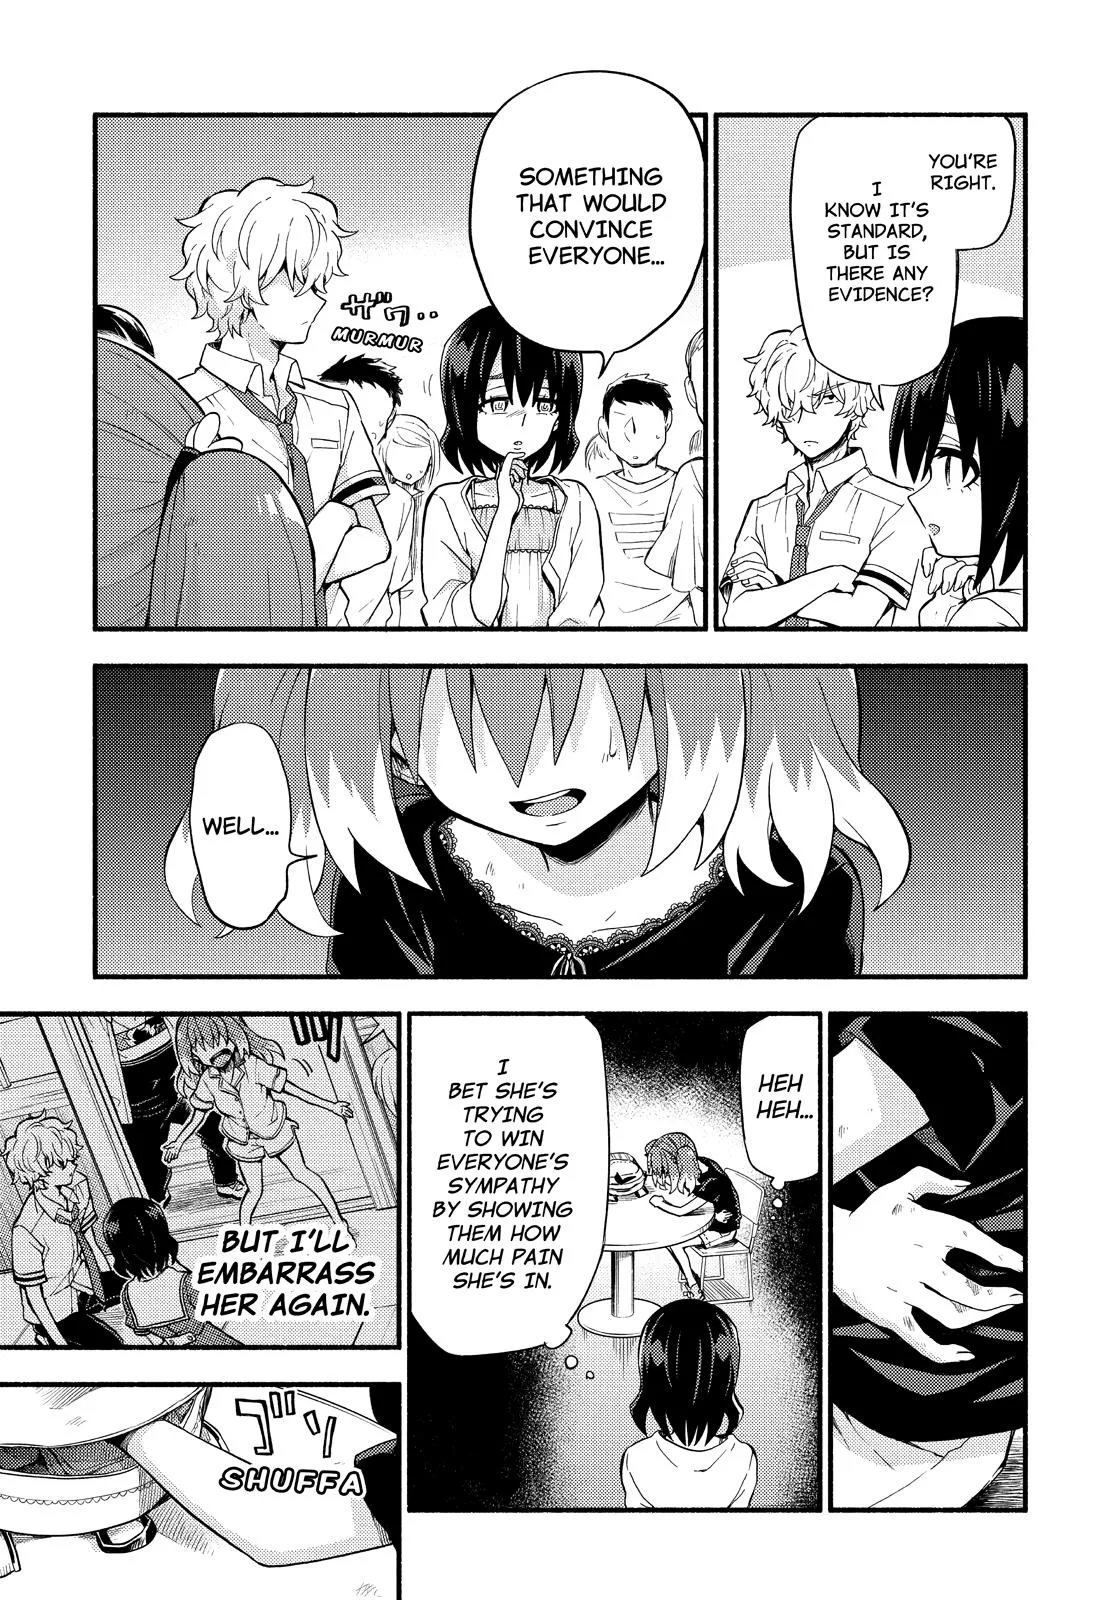 YOU'RE
RIGHT.
I
KNOW IT'S
STANDARD,
BUT IS
THERE ANY
EVIDENCE?
SOMETHING
THAT WOULD
CONVINCE
EVERYONE...
ザワ・・
MURMUR
WELL...
HEH
HEH...
I
BET SHE'S
TRYING
TO WIN
EVERYONE'S
SYMPATHY
BY SHOWING
THEM HOW
MUCH PAIN
SHE'S IN.
BUT I'LL
EMBARRASS
HER AGAIN.
ゴソ
SHUFFA